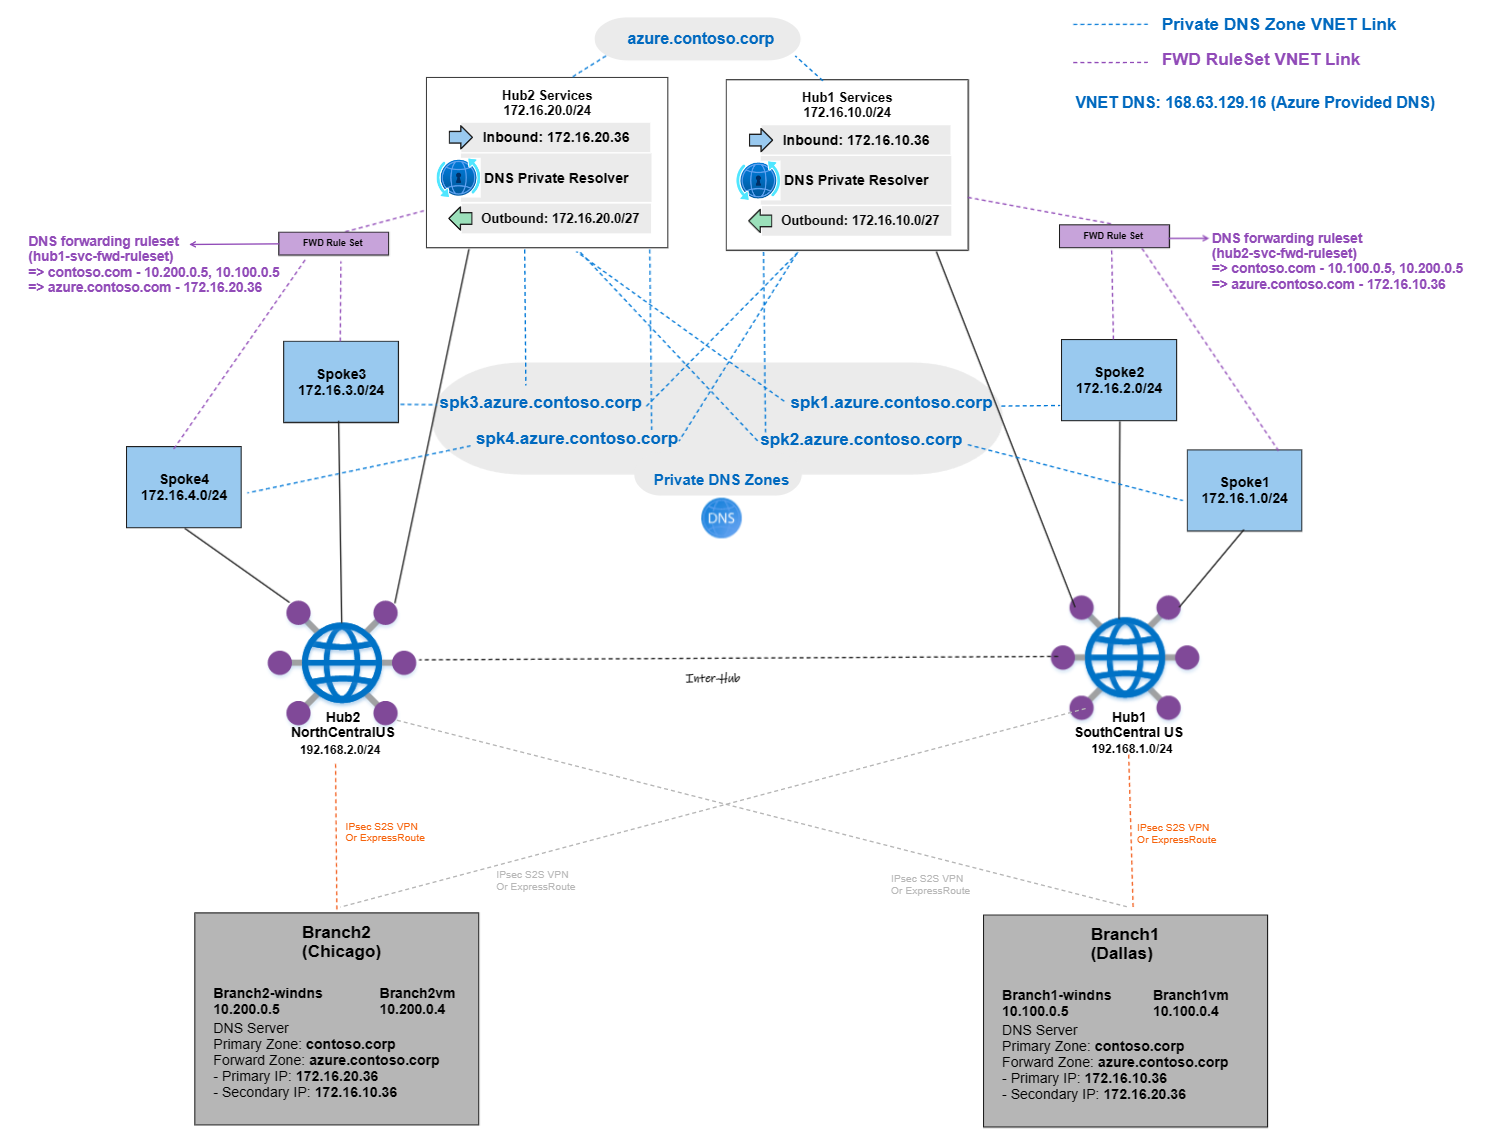 azure.contoso.corp
Private DNS Zone VNET Link
FWD RuleSet VNET Link
VNET DNS: 168.63.129.16 (Azure Provided DNS)
Hub2 Services
172.16.20.0/24
Inbound: 172.16.20.36
DNS Private Resolver
Outbound: 172.16.20.0/27
Hub1 Services
172.16.10.0/24
Inbound: 172.16.10.36
DNS Private Resolver
Outbound: 172.16.10.0/27
FWD Rule Set
DNS forwarding ruleset
(hub1-svc-fwd-ruleset)
=> contoso.com - 10.200.0.5, 10.100.0.5
=> azure.contoso.com - 172.16.20.36
FWD Rule Set
DNS forwarding ruleset
(hub2-svc-fwd-ruleset)
=> contoso.com - 10.100.0.5, 10.200.0.5
=> azure.contoso.com - 172.16.10.36
Spoke3
172.16.3.0/24
Spoke2
172.16.2.0/24
spk3.azure.contoso.corp
spk1.azure.contoso.corp
spk4.azure.contoso.corp
spk2.azure.contoso.corp
Private DNS Zones
DNS
Spoke4
172.16.4.0/24
Spoke1
172.16.1.0/24
Inter-Hub
Hub2
NorthCentralUS
192.168.2.0/24
Hub1
SouthCentral US
192.168.1.0/24
IPsec S2S VPN
Or ExpressRoute
IPsec S2S VPN
Or ExpressRoute
IPsec S2S VPN
Or ExpressRoute
IPsec S2S VPN
Or ExpressRoute
Branch2
(Chicago)
Branch2-windns
10.200.0.5
Branch2vm
10.200.0.4
DNS Server
Primary Zone: contoso.corp
Forward Zone: azure.contoso.corp
- Primary IP: 172.16.20.36
- Secondary IP: 172.16.10.36
Branch1
(Dallas)
Branch1-windns
10.100.0.5
Branch1vm
10.100.0.4
DNS Server
Primary Zone: contoso.corp
Forward Zone: azure.contoso.corp
- Primary IP: 172.16.10.36
- Secondary IP: 172.16.20.36